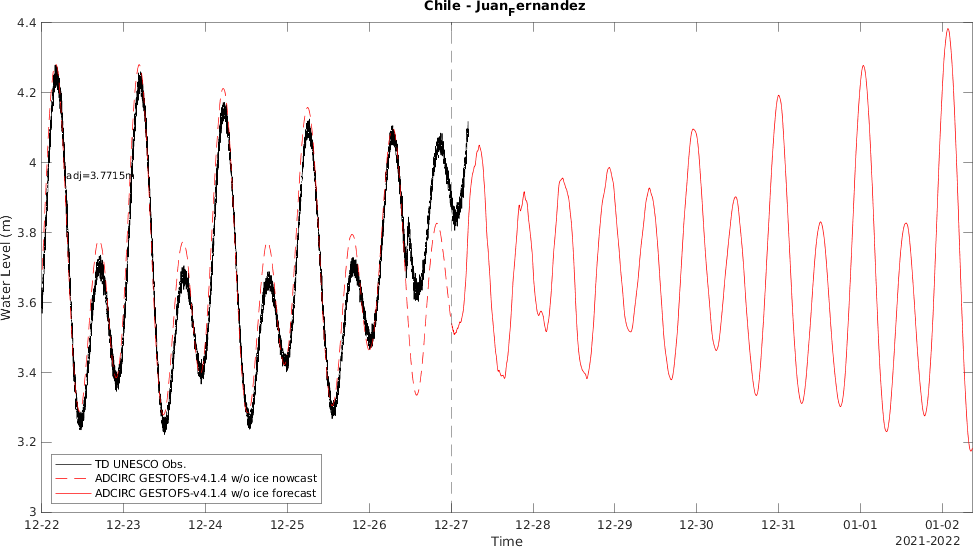 Chile - JuanFernandez
4.4
4.2
4
3.8
3.6
3.4
3.2
3
Water Level (m)
adj=3.7715m
TD UNESCO Obs.
ADCIRC GESTOFS-v4.1.4 w/o ice nowcast
ADCIRC GESTOFS-v4.1.4 w/o ice forecast
12-22 12-23 12-24 12-25 12-26 12-27 12-28 12-29 12-30 12-31 01-01 01-02
Time
2021-2022